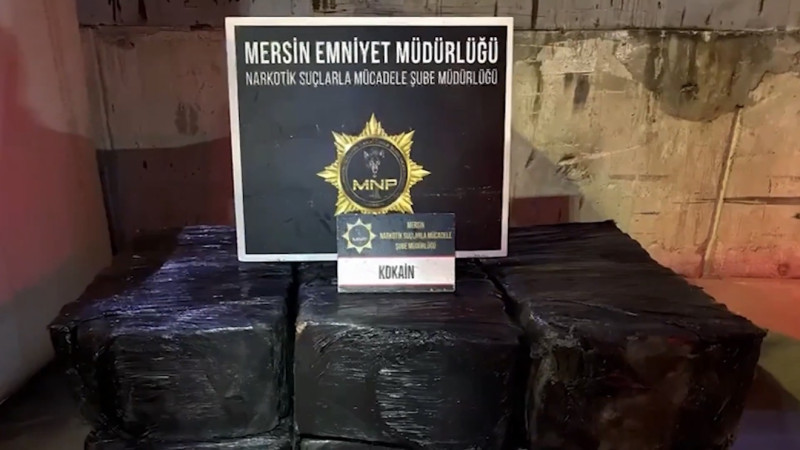 MERSİN EMNİYET MÜDÜRLÜĞÜ
NARKOTİK SUÇLARLA MÜCADELE ŞUBE MÜDÜRLÜĞÜ
MNP
MERSİN
NARKOTİK SUÇLARLA MÜCADELE
ŞUBE MÜDÜRLÜĞÜ
KOKAİN